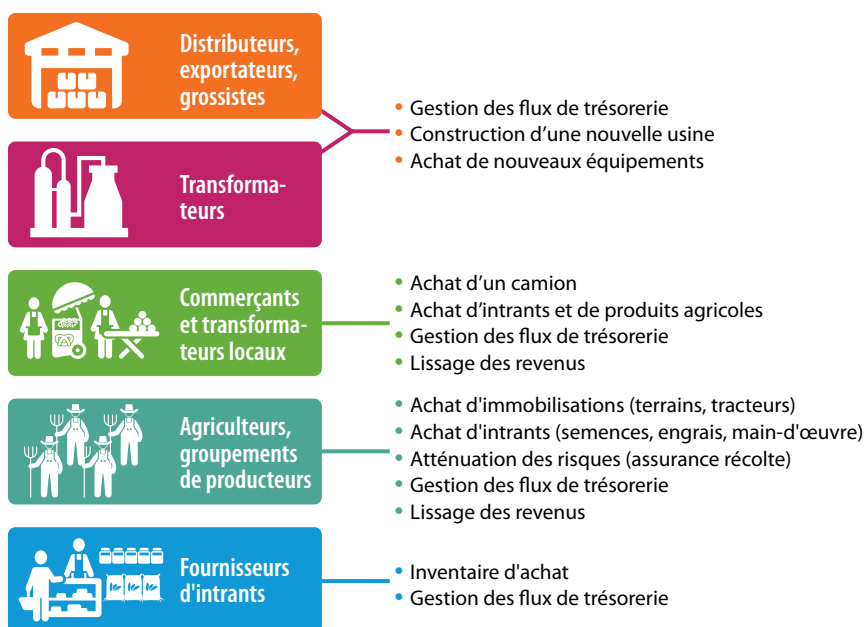 Distributeurs,
exportateurs,
grossistes
Transforma-
teurs
• Gestion des flux de trésorerie
• Construction d’une nouvelle usine
• Achat de nouveaux équipements
Commerçants
et transforma-
teurs locaux
• Achat d’un camion
• Achat d’intrants et de produits agricoles
• Gestion des flux de trésorerie
• Lissage des revenus
Agriculteurs,
groupements
de producteurs
• Achat d'immobilisations (terrains, tracteurs)
• Achat d'intrants (semences, engrais, main-d'œuvre)
• Atténuation des risques (assurance récolte)
• Gestion des flux de trésorerie
• Lissage des revenus
Fournisseurs
d'intrants
• Inventaire d'achat
• Gestion des flux de trésorerie